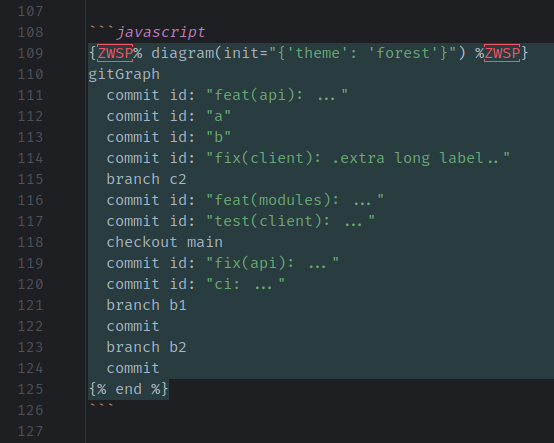 107
108 ```javascript
109 {ZWSP% diagram(init="{'theme': 'forest'}") %ZWSP}
110 gitGraph
111   commit id: "feat(api): ..."
112   commit id: "a"
113   commit id: "b"
114   commit id: "fix(client): .extra long label.."
115   branch c2
116   commit id: "feat(modules): ..."
117   commit id: "test(client): ..."
118   checkout main
119   commit id: "fix(api): ..."
120   commit id: "ci: ..."
121   branch b1
122   commit
123   branch b2
124   commit
125 {% end %}
126 ```
127